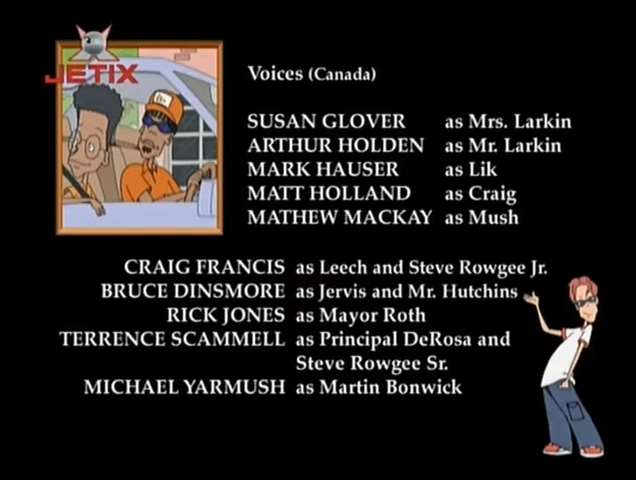 JETIX
Voices (Canada)
SUSAN GLOVER as Mrs. Larkin
ARTHUR HOLDEN as Mr. Larkin
MARK HAUSER as Lik
MATT HOLLAND as Craig
MATHEW MACKAY as Mush
CRAIG FRANCIS as Leech and Steve Rowgee Jr.
BRUCE DINSMORE as Jervis and Mr. Hutchins
RICK JONES as Mayor Roth
TERRENCE SCAMMELL as Principal DeRosa and
Steve Rowgee Sr.
MICHAEL YARMUSH as Martin Bonwick